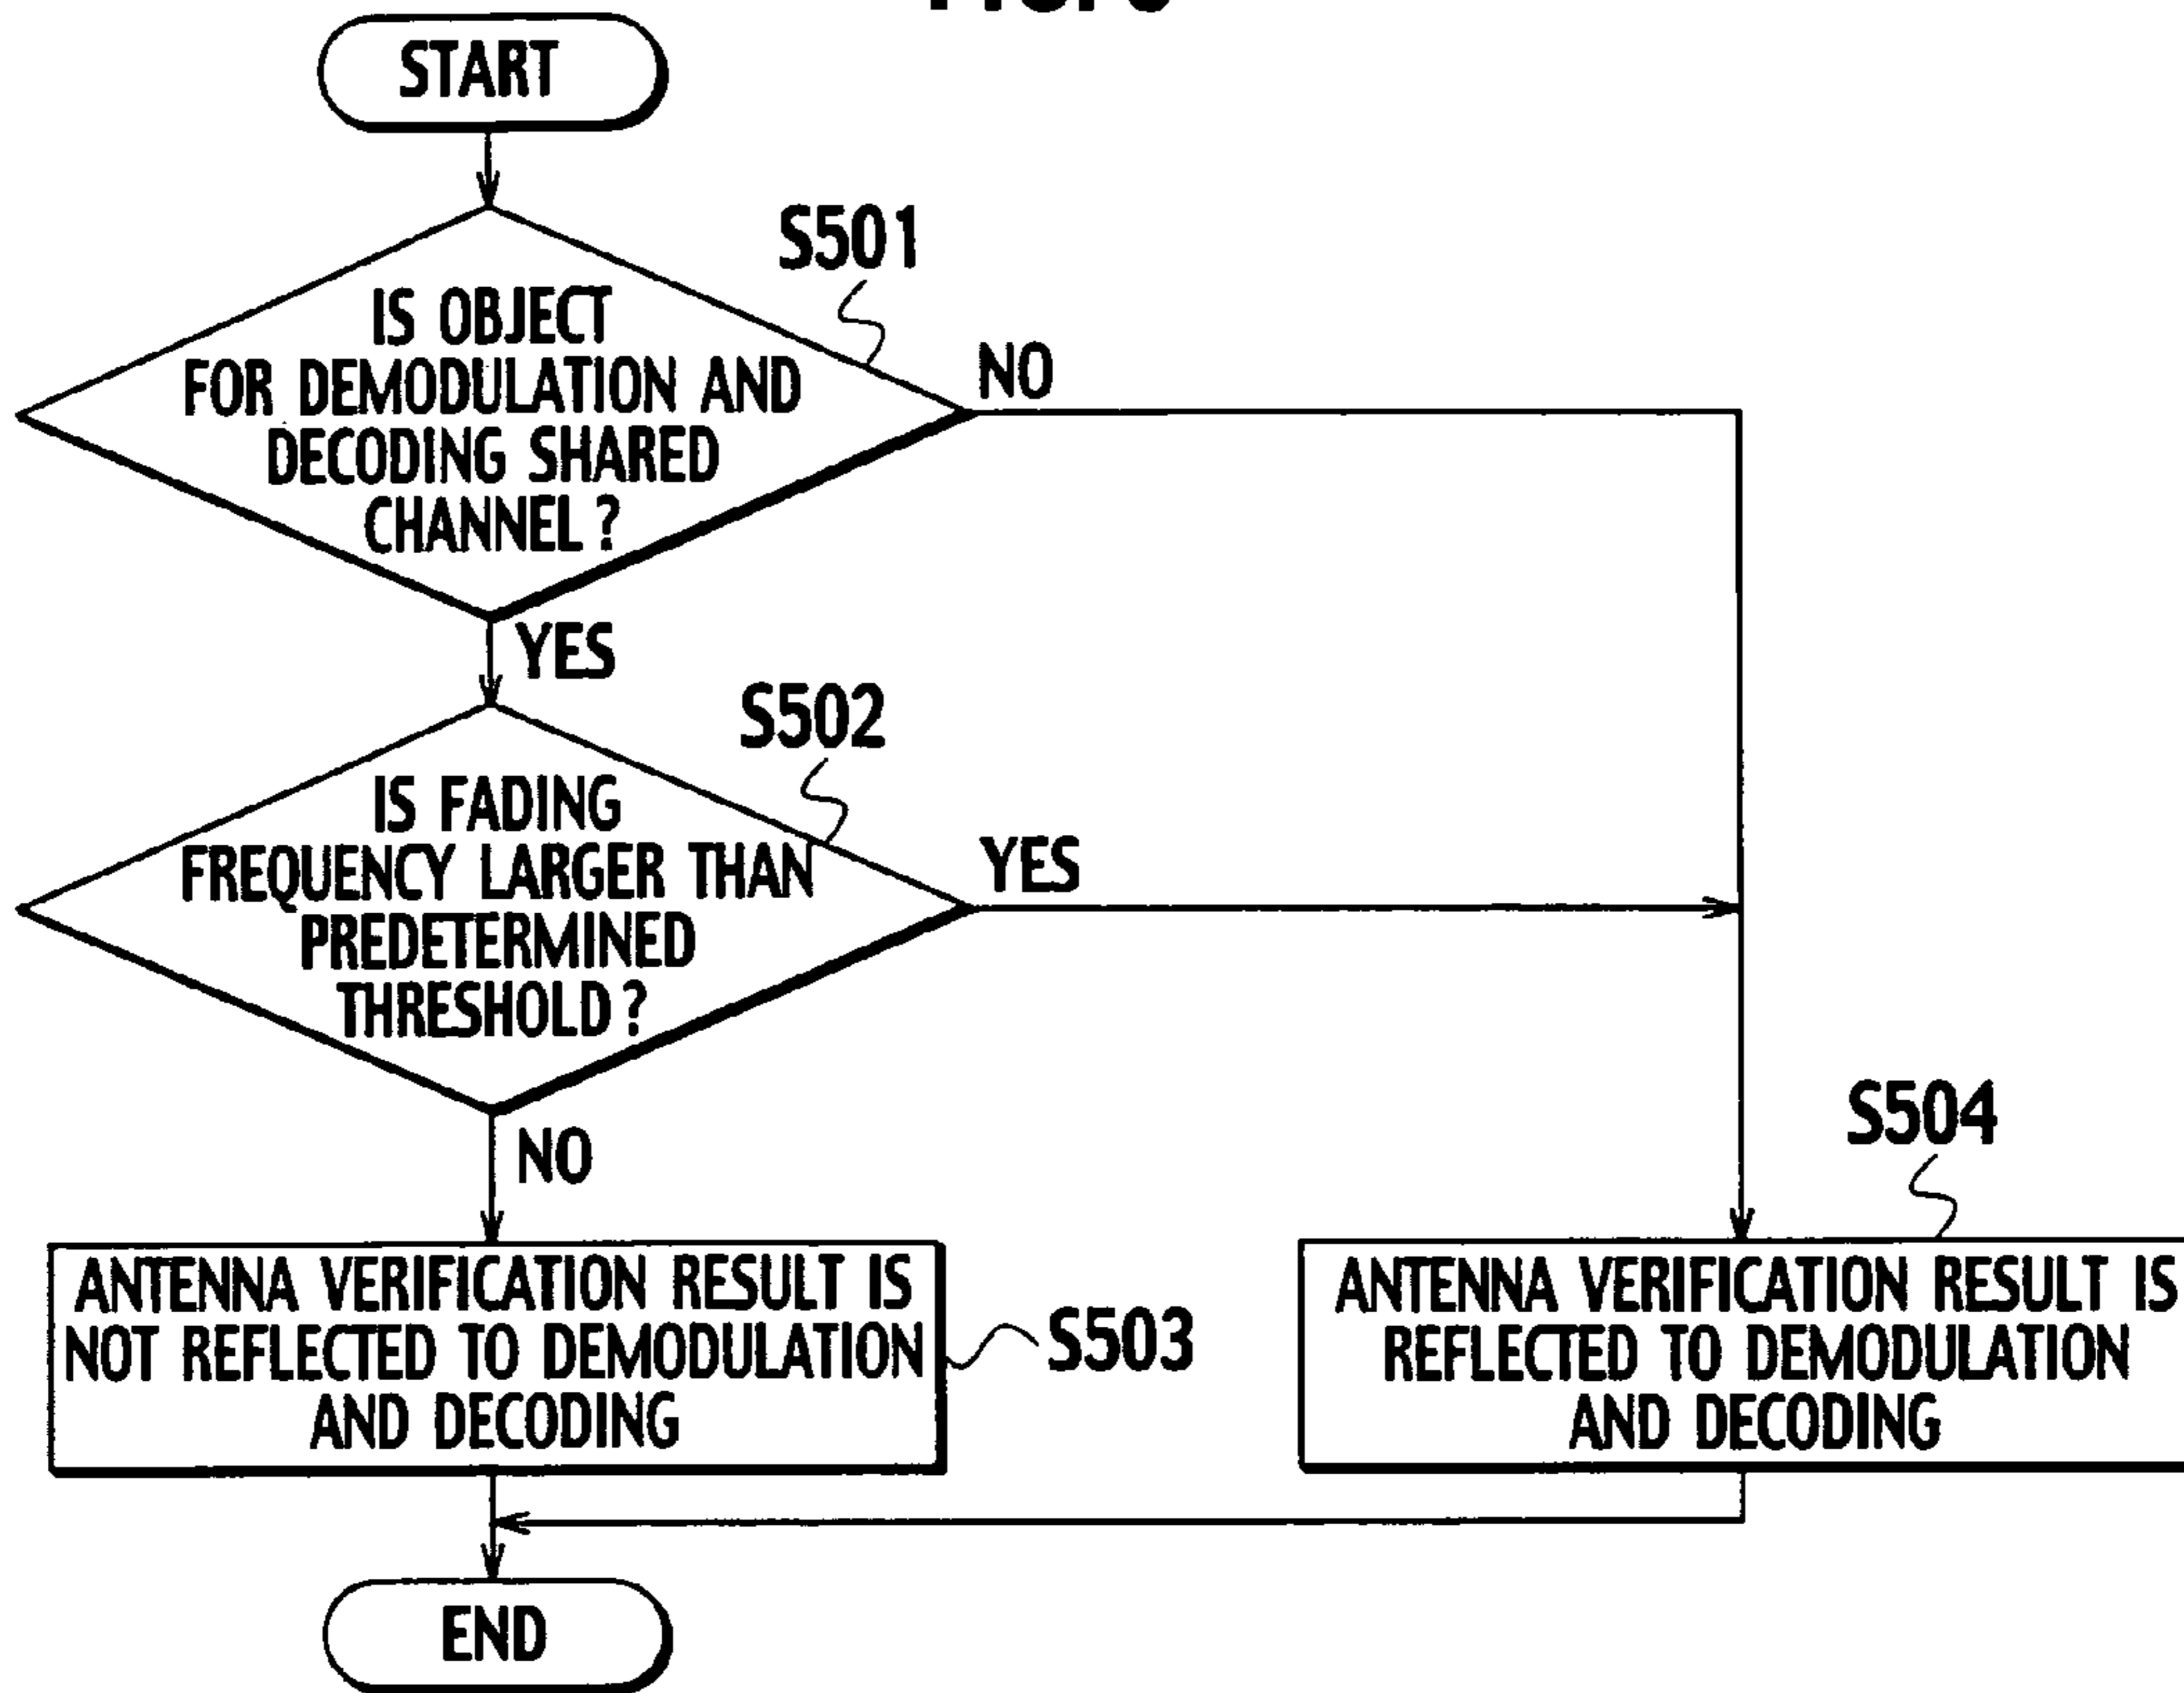 START
S501
IS OBJECT
FOR DEMODULATION AND
DECODING SHARED
CHANNEL ?
NO
YES
S502
IS FADING
FREQUENCY LARGER THAN
PREDETERMINED
THRESHOLD ?
YES
NO
S504
ANTENNA VERIFICATION RESULT IS
NOT REFLECTED TO DEMODULATION
AND DECODING
S503
ANTENNA VERIFICATION RESULT IS
REFLECTED TO DEMODULATION
AND DECODING
END